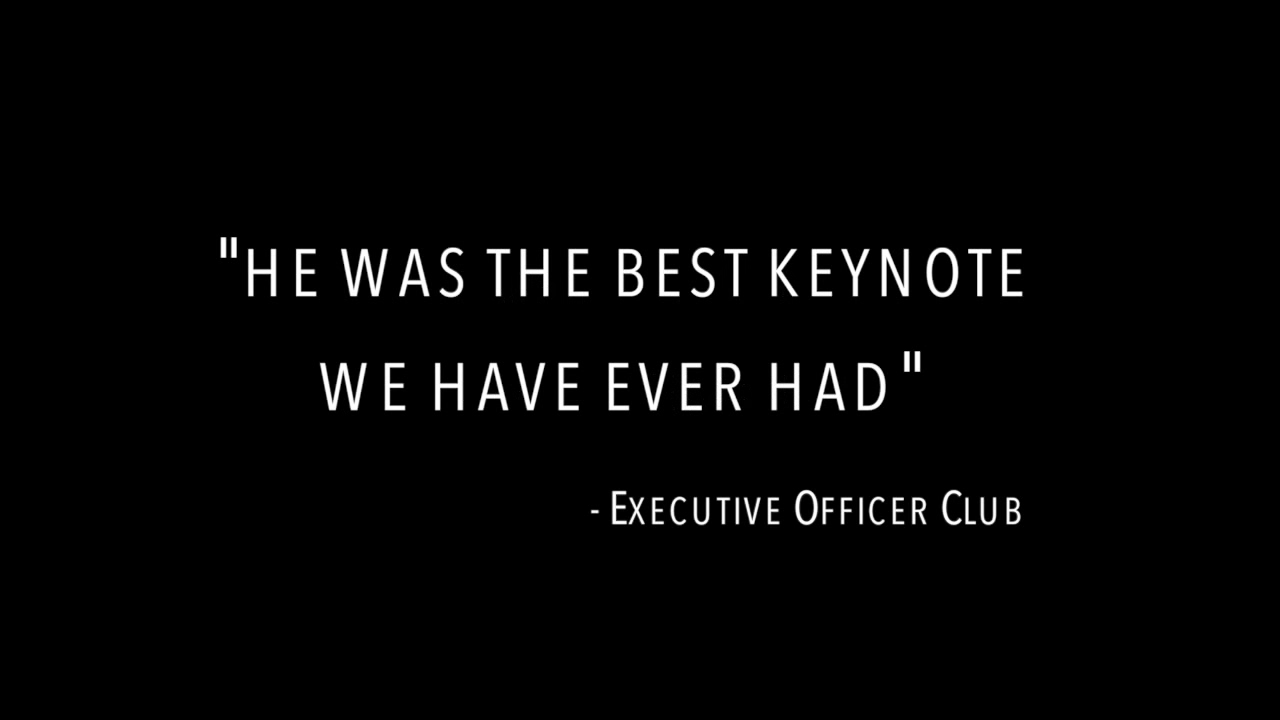 "HE WAS THE BEST KEYNOTE
WE HAVE EVER HAD"
- EXECUTIVE OFFICER CLUB